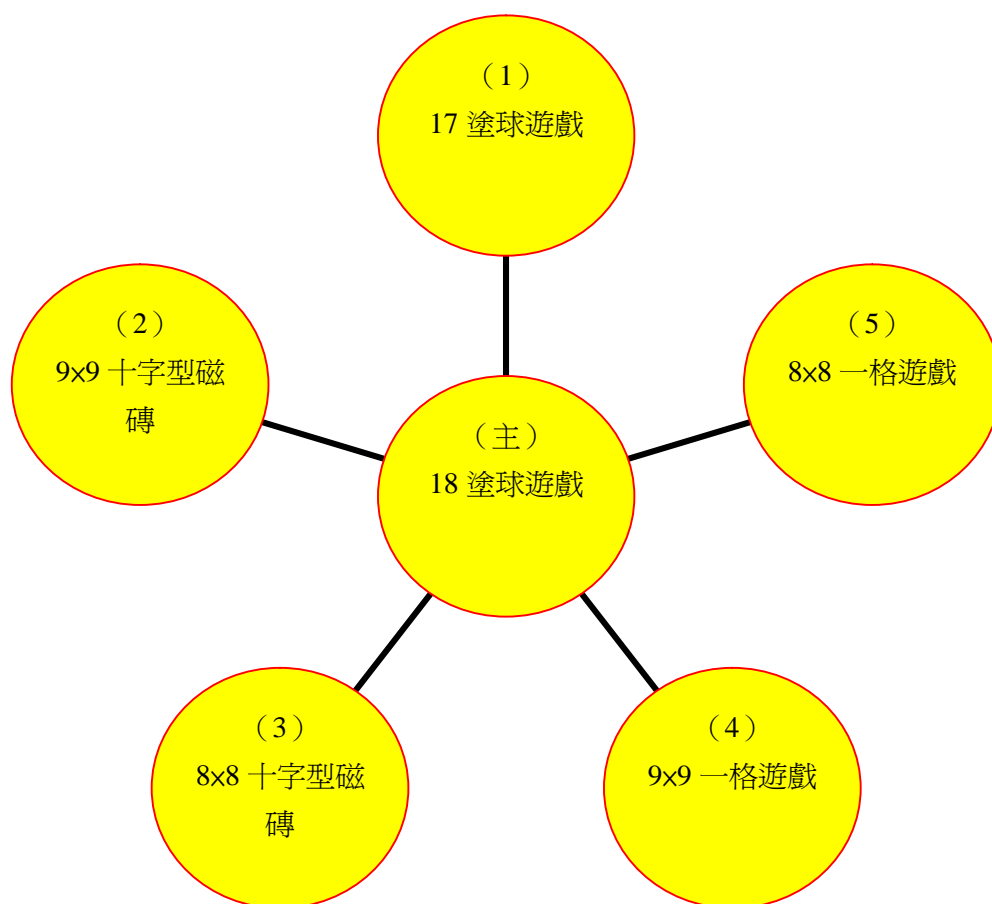 （1）
17 塗球遊戲
（2）
9×9 十字型磁
磚
（5）
8×8 一格遊戲
（主）
18 塗球遊戲
（3）
8×8 十字型磁
磚
（4）
9×9 一格遊戲